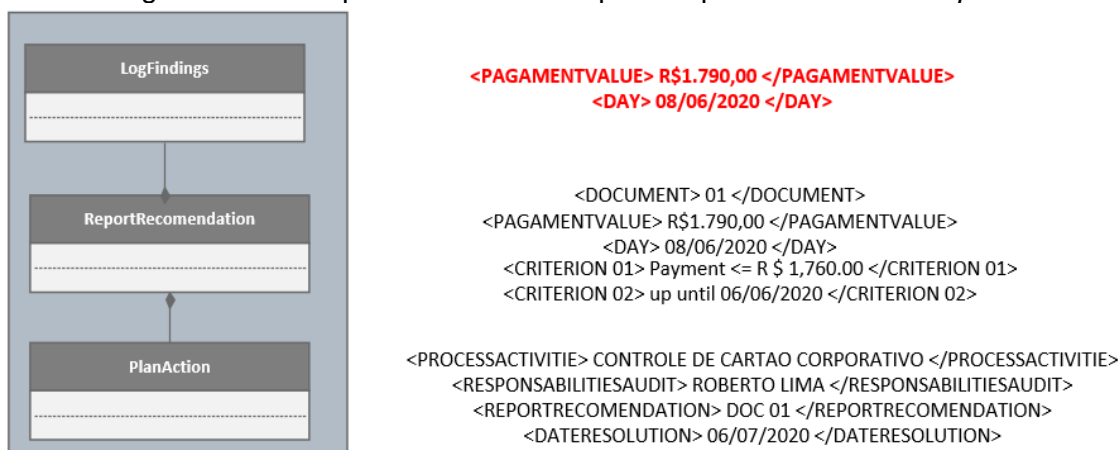 LogFindings
<PAGAMENTVALUE> R$1.790,00 </PAGAMENTVALUE>
<DAY> 08/06/2020 </DAY>
ReportRecomendation
<DOCUMENT> 01 </DOCUMENT>
<PAGAMENTVALUE> R$1.790,00 </PAGAMENTVALUE>
<DAY> 08/06/2020 </DAY>
<CRITERION 01> Payment <= R $ 1,760.00 </CRITERION 01>
<CRITERION 02> up until 06/06/2020 </CRITERION 02>
PlanAction
<PROCESSACTIVITIE> CONTROLE DE CARTAO CORPORATIVO </PROCESSACTIVITIE>
<RESPONSABILITIESAUDIT> ROBERTO LIMA </RESPONSABILITIESAUDIT>
<REPORTRECOMENDATION> DOC 01 </REPORTRECOMENDATION>
<DATERESOLUTION> 06/07/2020 </DATERESOLUTION>